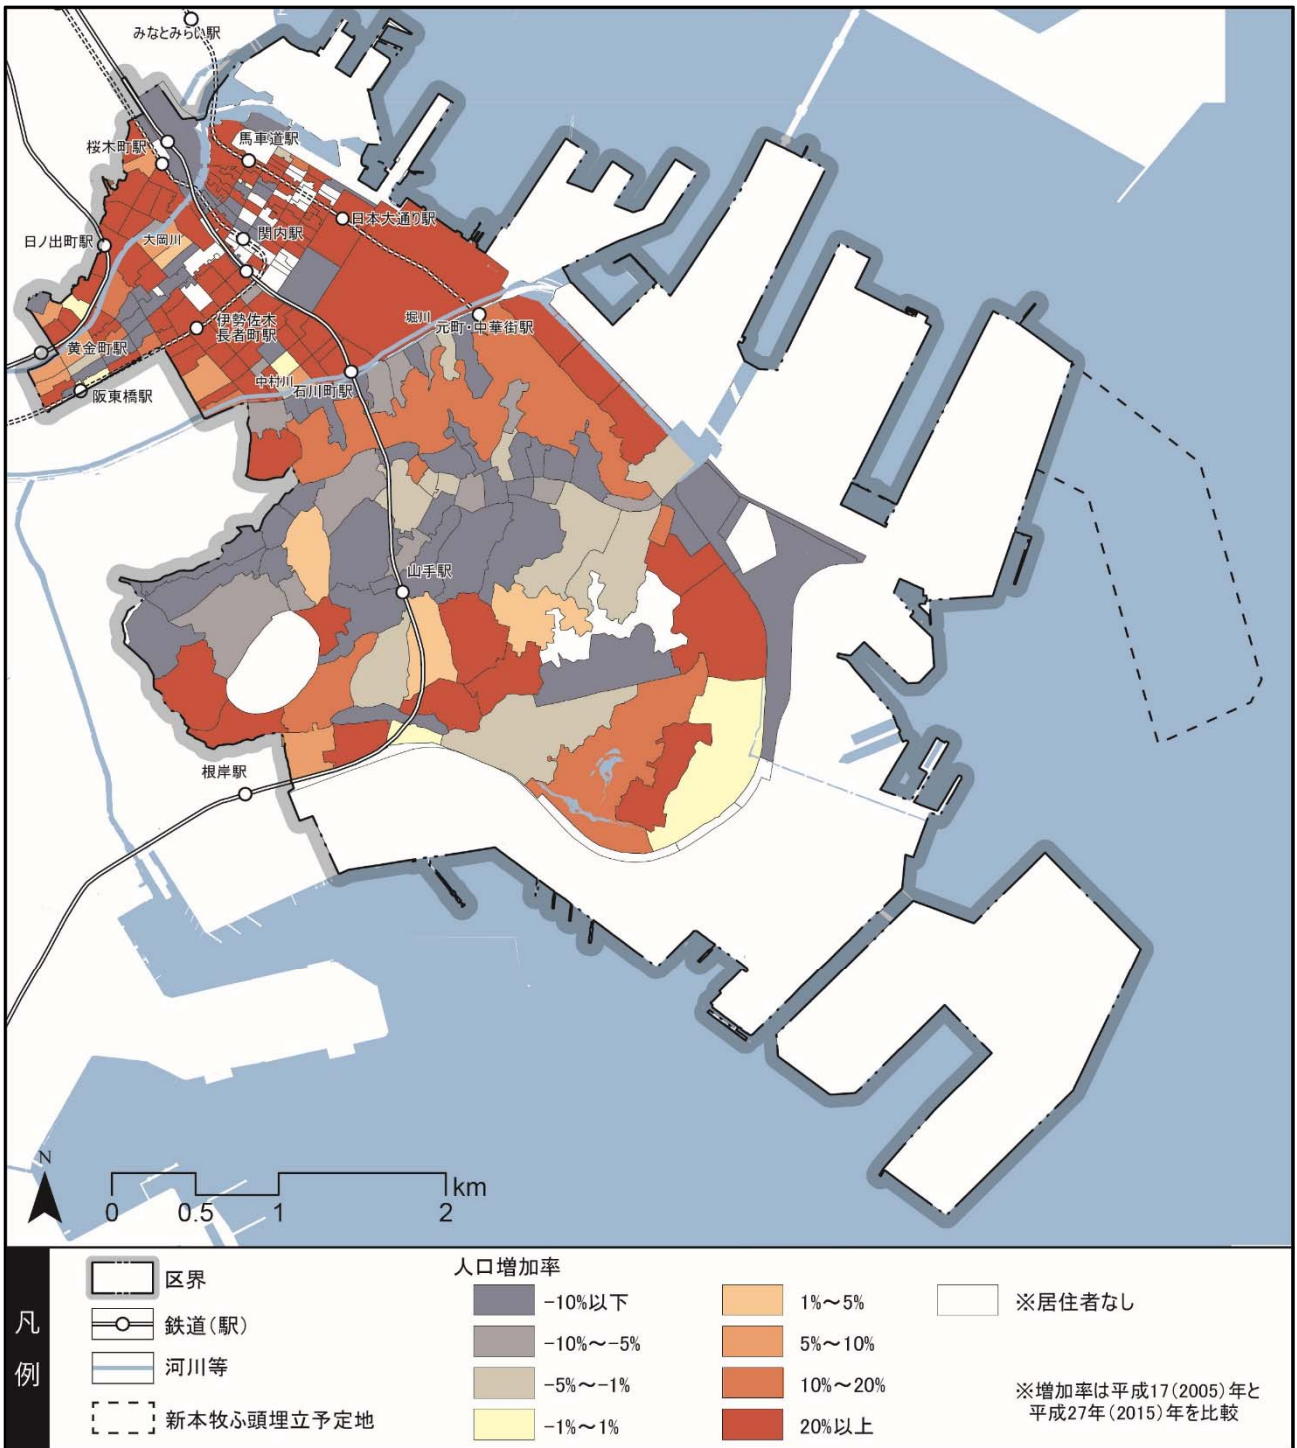 みなとみらい駅
馬車道駅
桜木町駅
日本大通り駅
関内駅
大岡川
日ノ出町駅
堀川
元町・中華街駅
伊勢佐木
長者町駅
黄金町駅
中村川
石川町駅
阪東橋駅
山手駅
根岸駅
N
km
0 0.5 1 2
凡例
区界
鉄道(駅)
河川等
新本牧ふ頭埋立予定地
人口増加率
-10%以下
-10%~-5%
-5%~-1%
-1%~1%
1%~5%
5%~10%
10%~20%
20%以上
※居住者なし
※増加率は平成17(2005)年と
平成27年(2015)年を比較